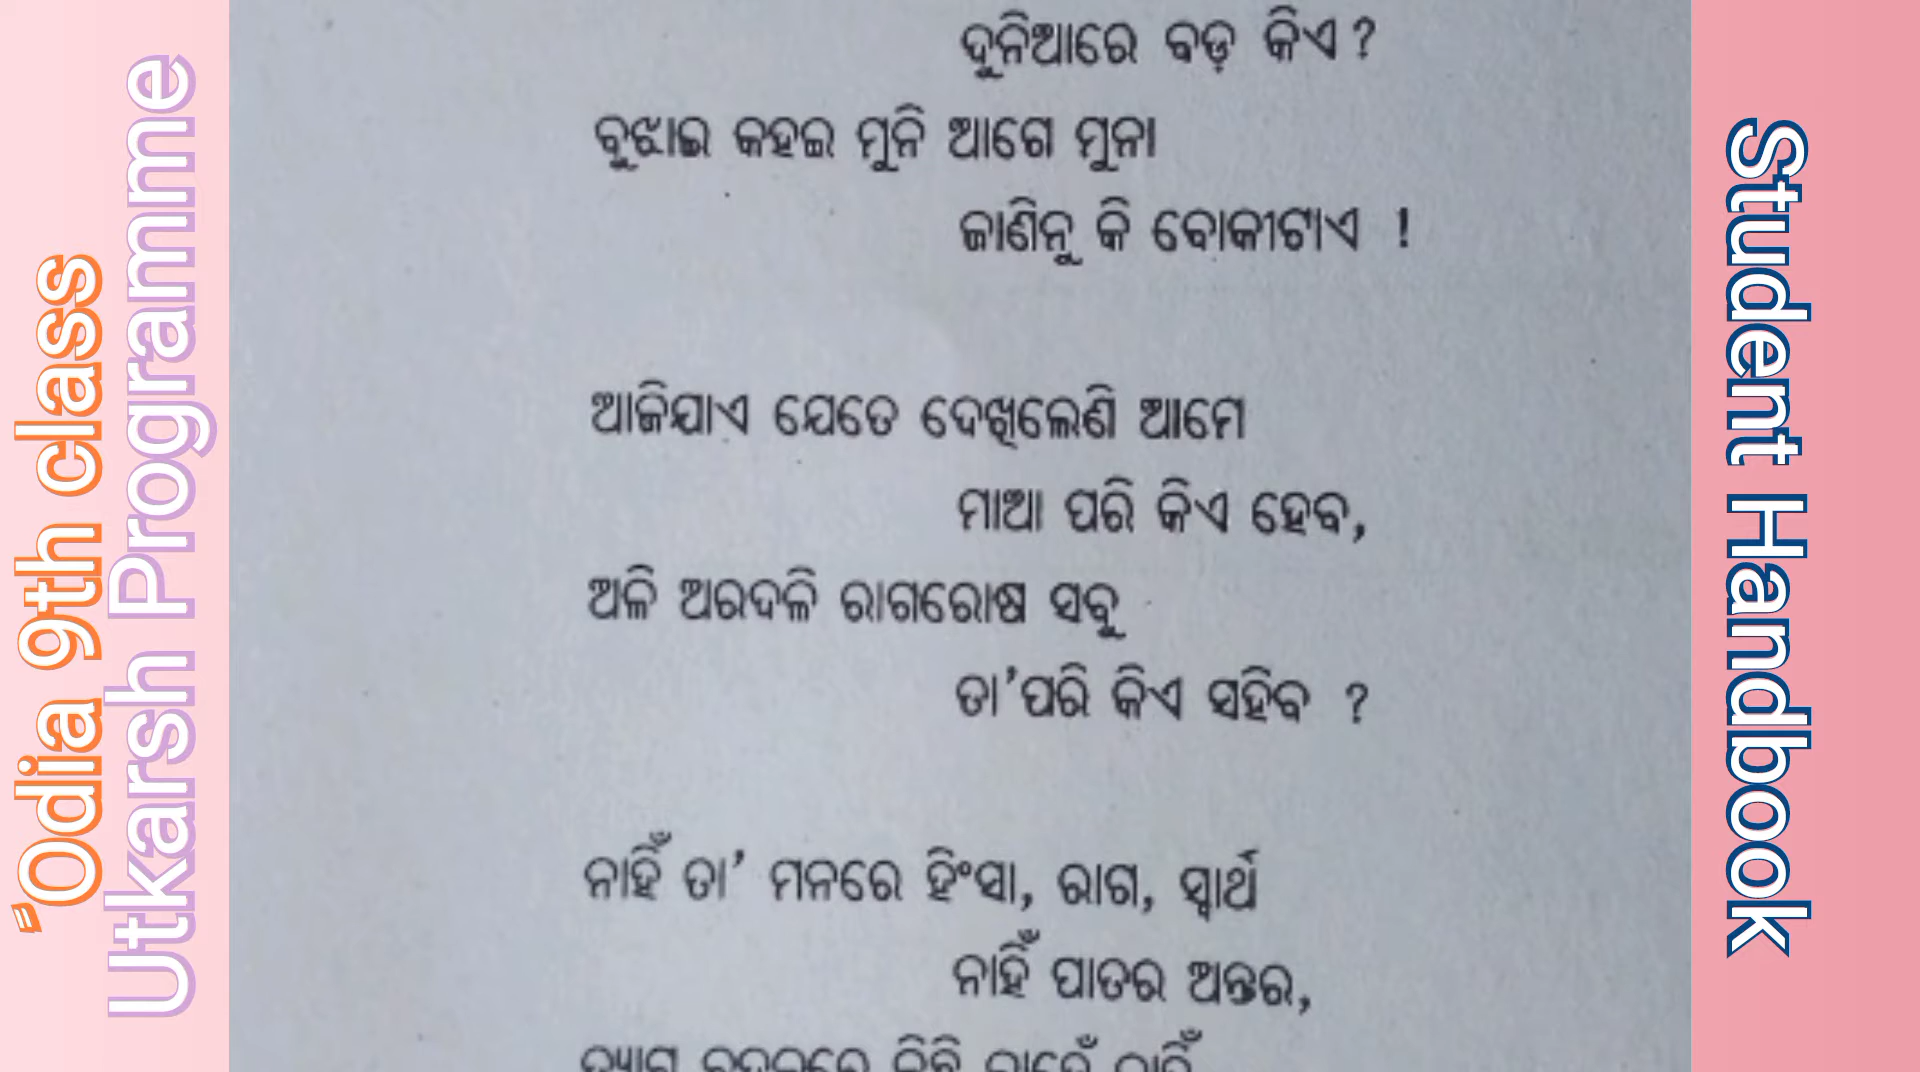 "Odia 9th class
Utkarsh Programme
ଦୁନିଆରେ ବଡ଼ କିଏ ?
ବୁଝାଇ କହଇ ମୁନି ଆଗେ ମୁନା
ଜାଣିନୁ କି ବୋକୀଟାଏ !
ଆଜିଯାଏ ଯେତେ ଦେଖିଲେଣି ଆମେ
ମାଆ ପରି କିଏ ହେବ,
ଅଳି ଅରଦଳି ରାଗରୋଷ ସବୁ
ତା'ପରି କିଏ ସହିବ ?
ନାହିଁ ତା' ମନରେ ହିଂସା, ରାଗ, ସ୍ୱାର୍ଥ
ନାହିଁ ପାତର ଅନ୍ତର,
Student Handbook